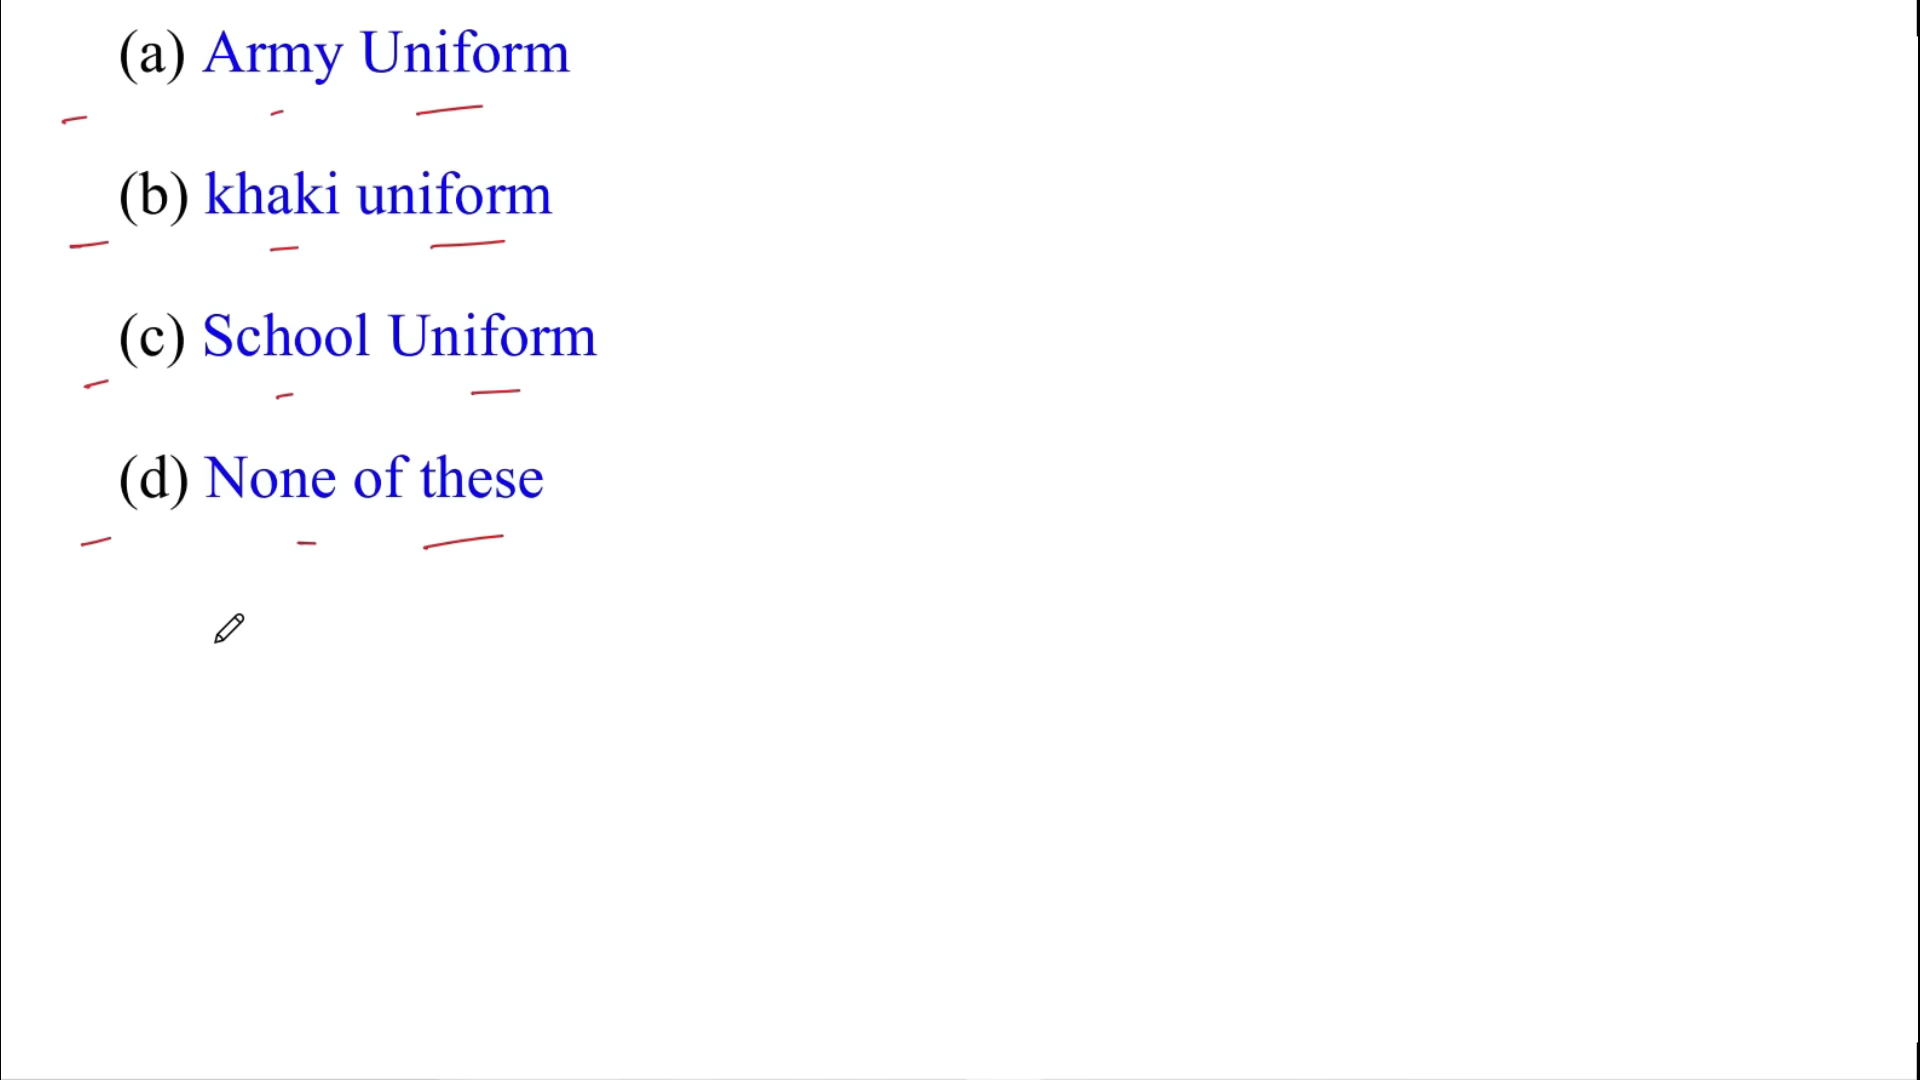 (a) Army Uniform
(b) khaki uniform
(c) School Uniform
(d) None of these